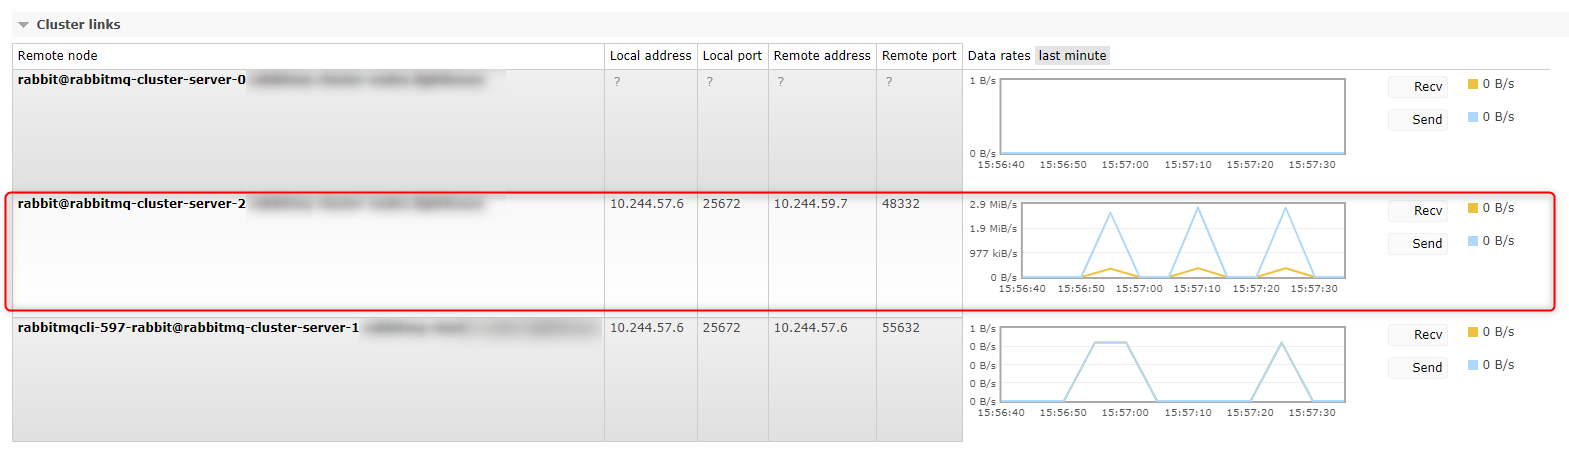 Cluster links
Remote node Local address Local port Remote address Remote port Data rates last minute
rabbit@rabbitmq-cluster-server-0 ? ? ? ?
1 B/s
0 B/s
15:56:40 15:56:50 15:57:00 15:57:10 15:57:20 15:57:30
Recv 0 B/s
Send 0 B/s
rabbit@rabbitmq-cluster-server-2 10.244.57.6 25672 10.244.59.7 48332
2.9 MiB/s
1.9 MiB/s
977 kiB/s
0 B/s
15:56:40 15:56:50 15:57:00 15:57:10 15:57:20 15:57:30
Recv 0 B/s
Send 0 B/s
rabbitmqcli-597-rabbit@rabbitmq-cluster-server-1 10.244.57.6 25672 10.244.57.6 55632
1 B/s
0 B/s
0 B/s
0 B/s
0 B/s
15:56:40 15:56:50 15:57:00 15:57:10 15:57:20 15:57:30
Recv 0 B/s
Send 0 B/s